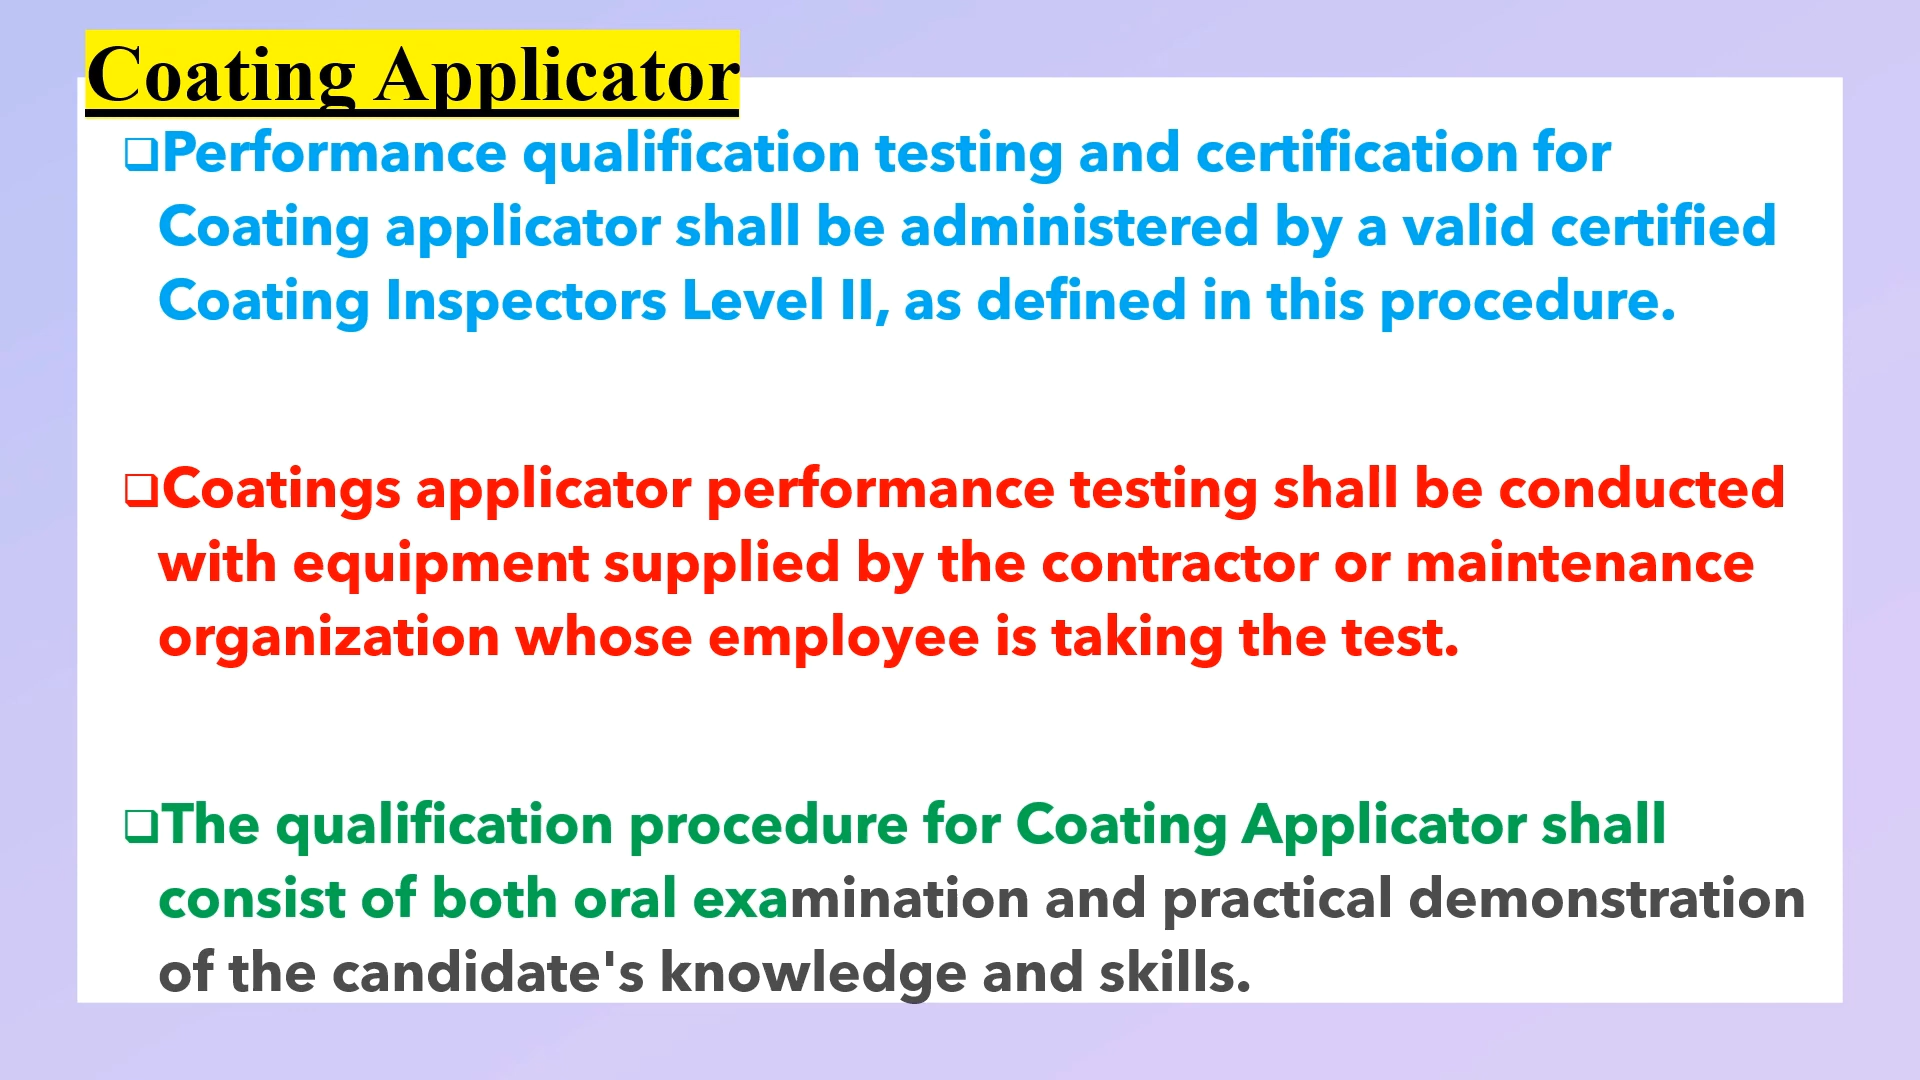 Coating Applicator
❑Performance qualification testing and certification for
Coating applicator shall be administered by a valid certified
Coating Inspectors Level II, as defined in this procedure.
❑Coatings applicator performance testing shall be conducted
with equipment supplied by the contractor or maintenance
organization whose employee is taking the test.
❑The qualification procedure for Coating Applicator shall
consist of both oral examination and practical demonstration
of the candidate's knowledge and skills.